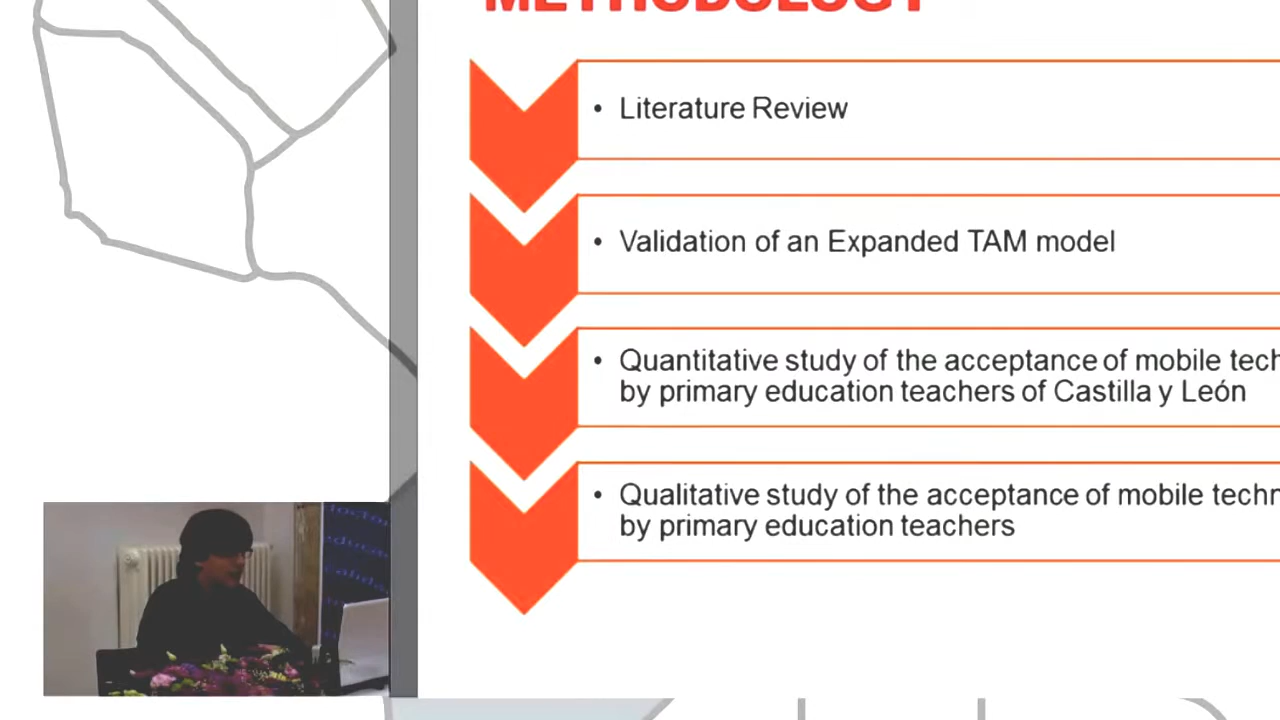 METHODOLOGY
• Literature Review
• Validation of an Expanded TAM model
• Quantitative study of the acceptance of mobile tech
by primary education teachers of Castilla y León
• Qualitative study of the acceptance of mobile techn
by primary education teachers